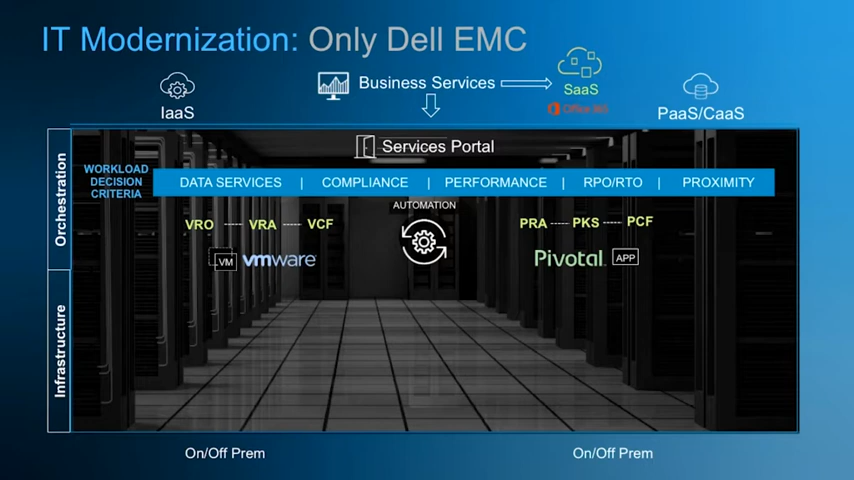 IT Modernization: Only Dell EMC
Business Services
SaaS
Office 365
IaaS
PaaS/CaaS
Services Portal
Orchestration
WORKLOAD
DECISION
CRITERIA
DATA SERVICES | COMPLIANCE | PERFORMANCE | RPO/RTO | PROXIMITY
AUTOMATION
VRO VRA VCF
PRA PKS PCF
VM vmware
Pivotal APP
Infrastructure
On/Off Prem
On/Off Prem